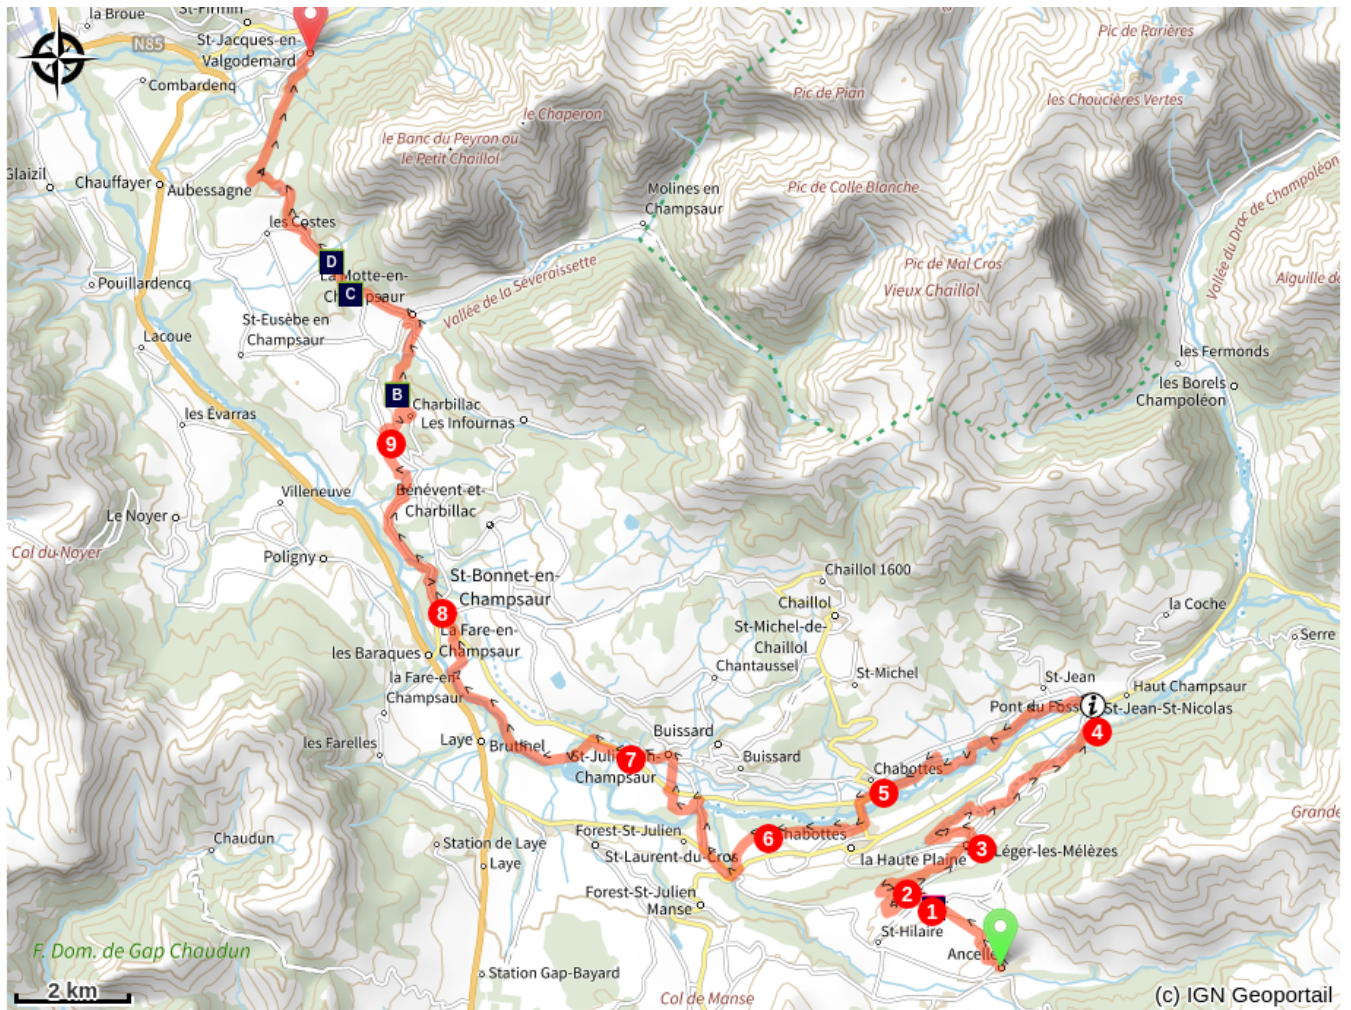 la Broue
St-Firmin
N85
St-Jacques-en-
Valgodemard
Combardenq
Pic de Parières
Pic de Pian
les Choucières Vertes
le Chaperon
le Banc du Peyron ou
le Petit Chaillol
Glaizil
Chauffayer
Aubessagne
Molines en
Champsaur
Pic de Colle Blanche
Vallée du Drac de Champoléon
les Costes
D
La Motte-en-
Champsaur
C
Vallée de la Séveraissette
Pic de Mal Cros
Vieux Chaillol
Aiguille de
Pouillardencq
St-Eusèbe en
Champsaur
Lacoue
les Fermonds
les Borels
Champoléon
B
Charbillac
Les Infournas
les Évarras
9
Bénévent-et-
Charbillac
Villeneuve
Le Noyer
Col du Noyer
Poligny
St-Bonnet-en-
Champsaur
Chaillol 1600
Chaillol
8
la Coche
La Fare-en-
Champsaur
St-Michel-de-
Chaillol
Serre
les Baraques
Chantaussel
la Fare-en-
Champsaur
St-Michel
St-Jean
Haut Champsaur
Pont du Fossé
i
St-Jean-St-Nicolas
4
les Farelles
Laye
Brutinel
Buissard
Buissard
St-Julien-en-
Champsaur
7
Chabottes
5
Grande
Chaudun
Station de Laye
Laye
Forest-St-Julien
6
Chabottes
St-Laurent-du-Cros
la Haute Plaine
3
Léger-les-Mélèzes
Forest-St-Julien
Manse
2
1
St-Hilaire
Ancelle
F. Dom. de Gap Chaudun
Station Gap-Bayard
Col de Manse
2 km
(c) IGN Geoportail